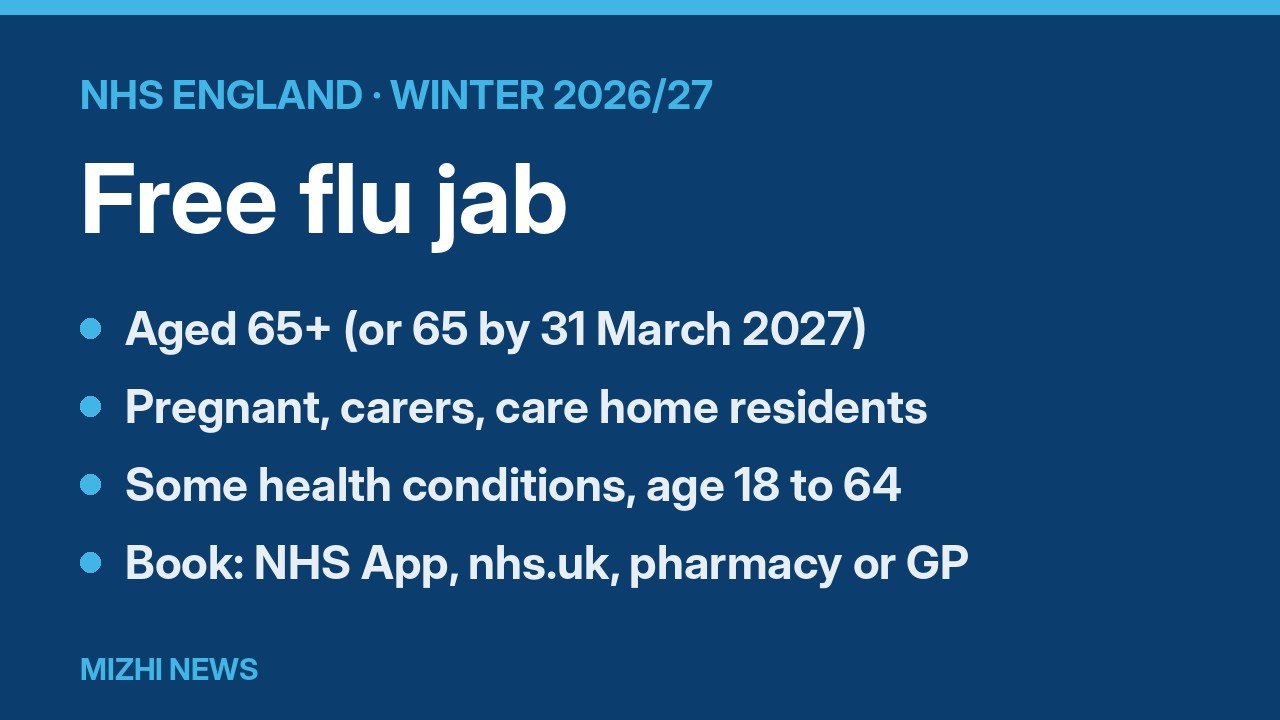 NHS ENGLAND · WINTER 2026/27
Free flu jab
Aged 65+ (or 65 by 31 March 2027)
Pregnant, carers, care home residents
Some health conditions, age 18 to 64
Book: NHS App, nhs.uk, pharmacy or GP
MIZHI NEWS